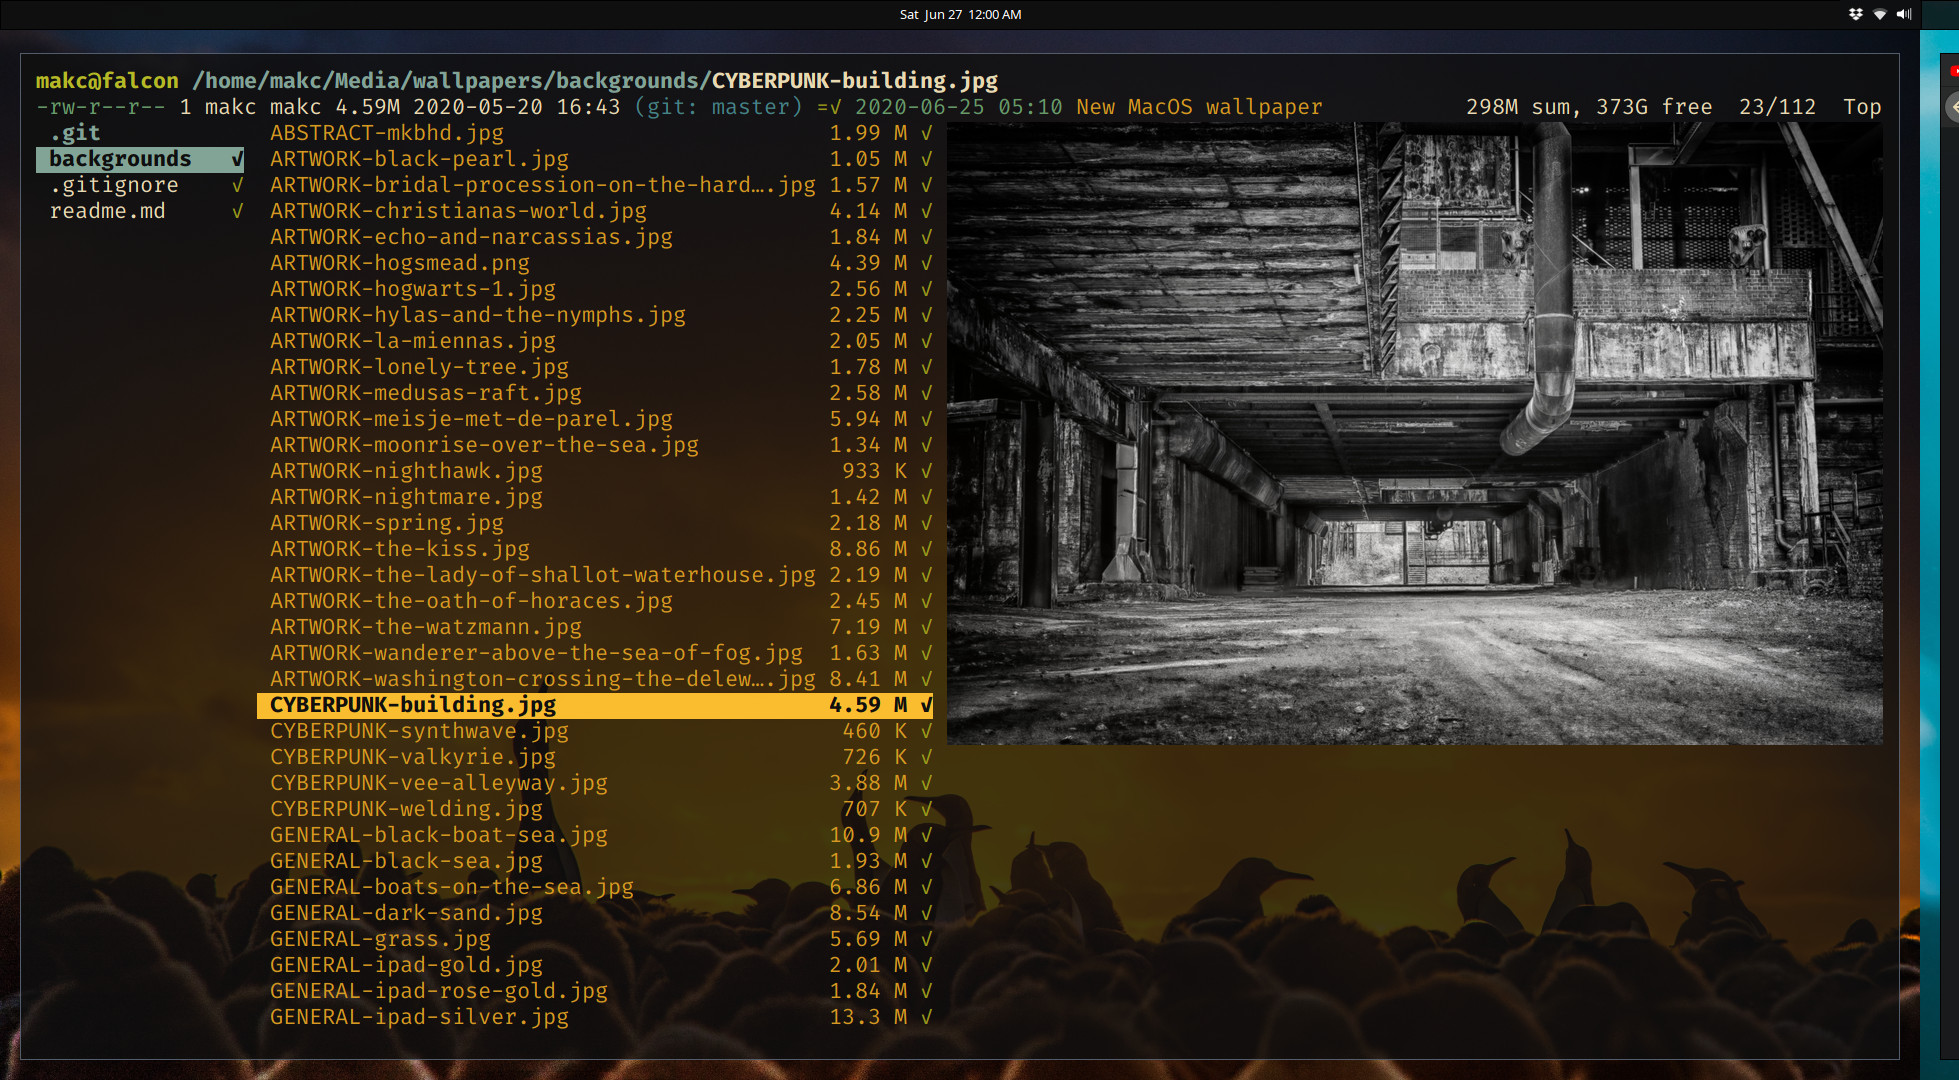 Sat Jun 27 12:00 AM
makc@falcon /home/makc/Media/wallpapers/backgrounds/CYBERPUNK-building.jpg
-rw-r--r-- 1 makc makc 4.59M 2020-05-20 16:43 (git: master) =√ 2020-06-25 05:10 New MacOS wallpaper 298M sum, 373G free 23/112 Top
.git
backgrounds √
.gitignore √
readme.md √
ABSTRACT-mkbhd.jpg 1.99 M √
ARTWORK-black-pearl.jpg 1.05 M √
ARTWORK-bridal-procession-on-the-hard….jpg 1.57 M √
ARTWORK-christianas-world.jpg 4.14 M √
ARTWORK-echo-and-narcassias.jpg 1.84 M √
ARTWORK-hogsmead.png 4.39 M √
ARTWORK-hogwarts-1.jpg 2.56 M √
ARTWORK-hylas-and-the-nymphs.jpg 2.25 M √
ARTWORK-la-miennas.jpg 2.05 M √
ARTWORK-lonely-tree.jpg 1.78 M √
ARTWORK-medusas-raft.jpg 2.58 M √
ARTWORK-meisje-met-de-parel.jpg 5.94 M √
ARTWORK-moonrise-over-the-sea.jpg 1.34 M √
ARTWORK-nighthawk.jpg 933 K √
ARTWORK-nightmare.jpg 1.42 M √
ARTWORK-spring.jpg 2.18 M √
ARTWORK-the-kiss.jpg 8.86 M √
ARTWORK-the-lady-of-shallot-waterhouse.jpg 2.19 M √
ARTWORK-the-oath-of-horaces.jpg 2.45 M √
ARTWORK-the-watzmann.jpg 7.19 M √
ARTWORK-wanderer-above-the-sea-of-fog.jpg 1.63 M √
ARTWORK-washington-crossing-the-delew….jpg 8.41 M √
CYBERPUNK-building.jpg 4.59 M √
CYBERPUNK-synthwave.jpg 460 K √
CYBERPUNK-valkyrie.jpg 726 K √
CYBERPUNK-vee-alleyway.jpg 3.88 M √
CYBERPUNK-welding.jpg 707 K √
GENERAL-black-boat-sea.jpg 10.9 M √
GENERAL-black-sea.jpg 1.93 M √
GENERAL-boats-on-the-sea.jpg 6.86 M √
GENERAL-dark-sand.jpg 8.54 M √
GENERAL-grass.jpg 5.69 M √
GENERAL-ipad-gold.jpg 2.01 M √
GENERAL-ipad-rose-gold.jpg 1.84 M √
GENERAL-ipad-silver.jpg 13.3 M √